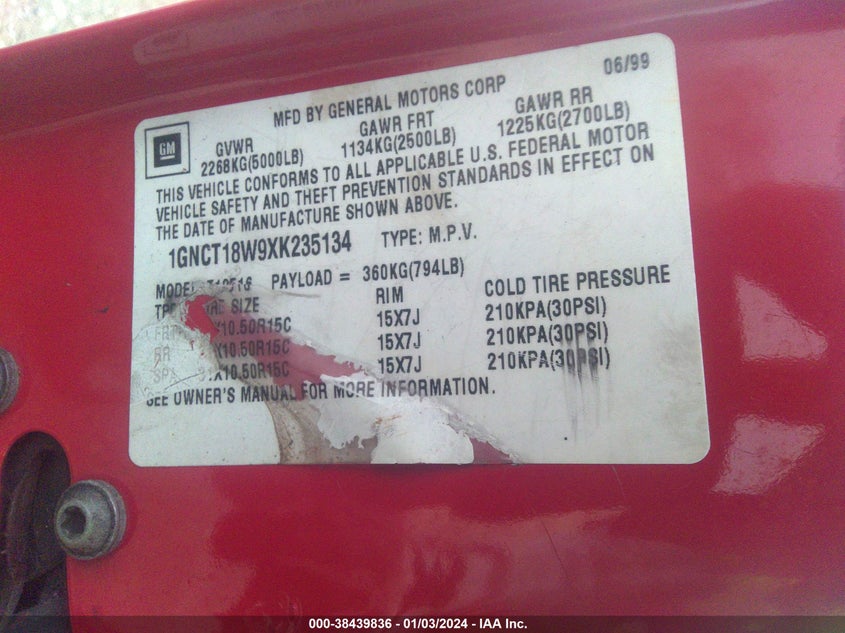 06/99
MFD BY GENERAL MOTORS CORP
GM
GVWR GAWR FRT GAWR RR
2268KG(5000LB) 1134KG(2500LB) 1225KG(2700LB)
THIS VEHICLE CONFORMS TO ALL APPLICABLE U.S. FEDERAL MOTOR
VEHICLE SAFETY AND THEFT PREVENTION STANDARDS IN EFFECT ON
THE DATE OF MANUFACTURE SHOWN ABOVE.
1GNCT18W9XK235134 TYPE: M.P.V.
PAYLOAD = 360KG(794LB)
SIZE RIM COLD TIRE PRESSURE
X10.50R15C 15X7J 210KPA(30PSI)
RR X10.50R15C 15X7J 210KPA(30PSI)
X10.50R15C 15X7J 210KPA(30PSI)
SEE OWNER'S MANUAL FOR MORE INFORMATION.
000-38439836 - 01/03/2024 - IAA Inc.